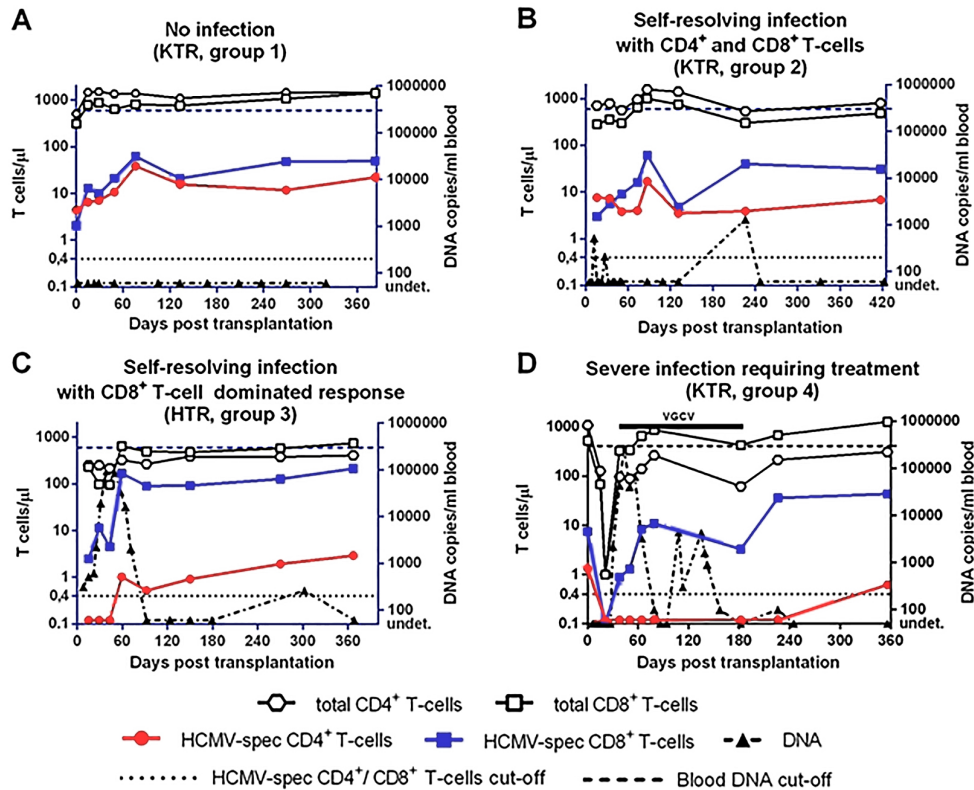 A
No infection
(KTR, group 1)
T cells/µl
1000
100
10
1
0,4
0.1
1000000
100000
10000
1000
100
undet.
DNA copies/ml blood
0 60 120 180 240 300 360
Days post transplantation
B
Self-resolving infection
with CD4+ and CD8+ T-cells
(KTR, group 2)
T cells/µl
1000
100
10
1
0,4
0.1
1000000
100000
10000
1000
100
undet.
DNA copies/ml blood
0 60 120 180 240 300 360 420
Days post transplantation
C
Self-resolving infection
with CD8+ T-cell dominated response
(HTR, group 3)
T cells/µl
1000
100
10
1
0,4
0.1
1000000
100000
10000
1000
100
undet.
DNA copies/ml blood
0 60 120 180 240 300 360
Days post transplantation
D
Severe infection requiring treatment
(KTR, group 4)
VGCV
T cells/µl
1000
100
10
1
0,4
0.1
1000000
100000
10000
1000
100
undet.
DNA copies/ml blood
0 60 120 180 240 300 360
Days post transplantation
total CD4+ T-cells total CD8+ T-cells
HCMV-spec CD4+ T-cells HCMV-spec CD8+ T-cells DNA
HCMV-spec CD4+/ CD8+ T-cells cut-off Blood DNA cut-off